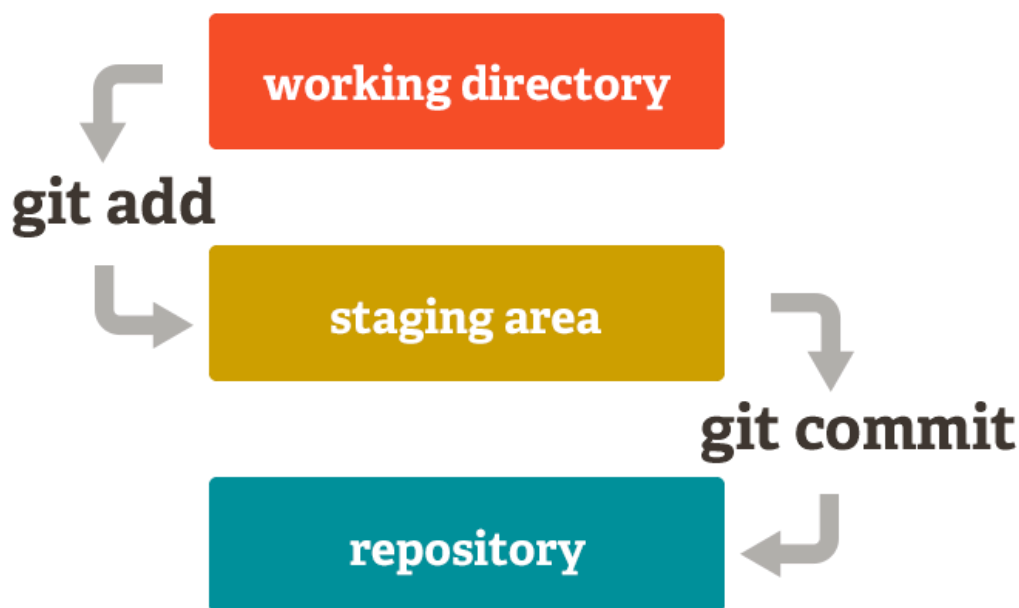 working directory
git add
staging area
git commit
repository